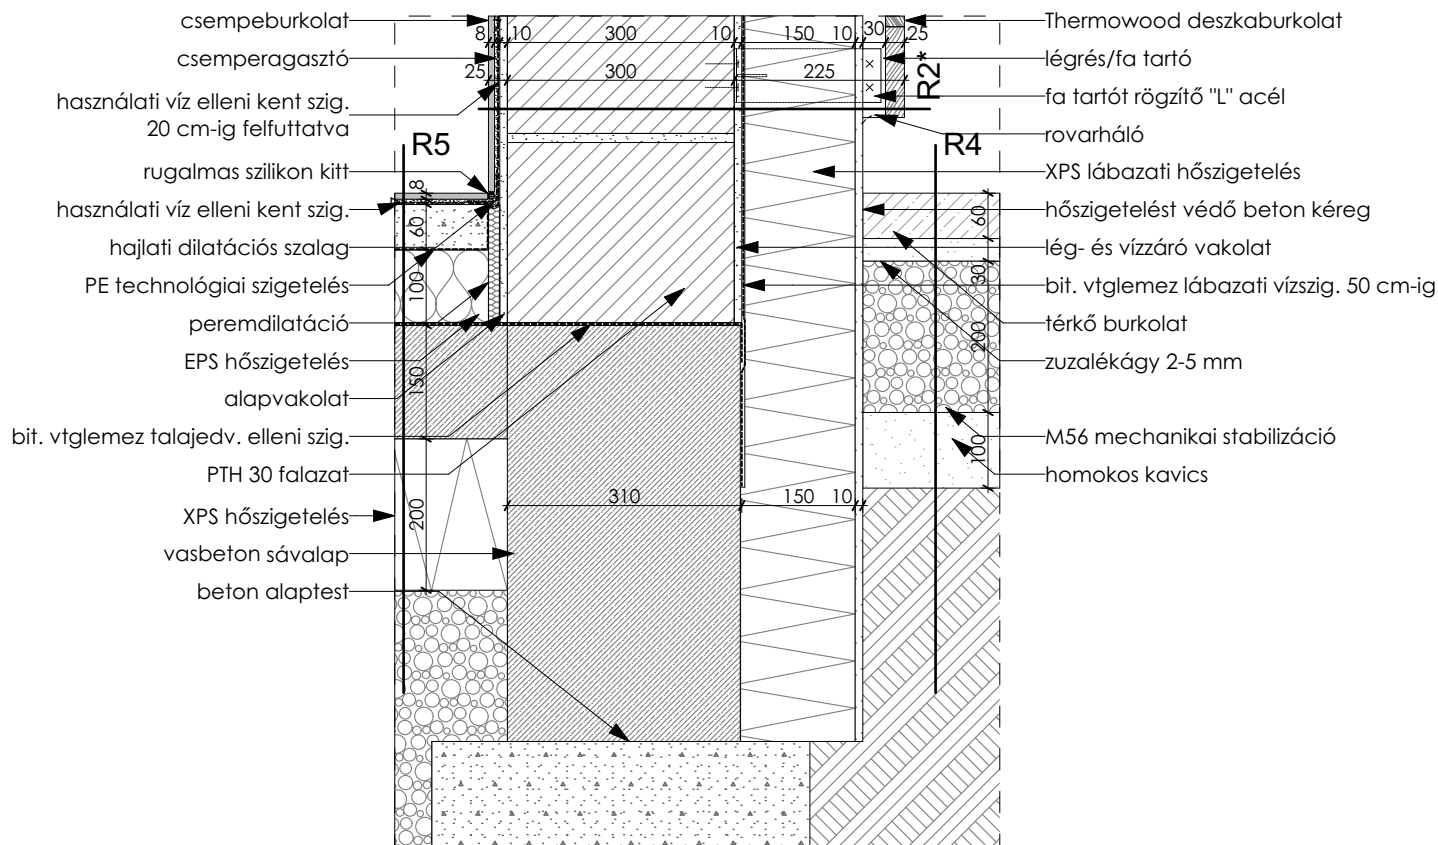 csempeburkolat
csemperagasztó
használati víz elleni kent szig.
20 cm-ig felfuttatva
rugalmas szilikon kitt
használati víz elleni kent szig.
hajlati dilatációs szalag
PE technológiai szigetelés
peremdilatáció
EPS hőszigetelés
alapvakolat
bit. vtglemez talajedv. elleni szig.
PTH 30 falazat
XPS hőszigetelés
vasbeton sávalap
beton alaptest
8 10 300 10 150 10 30 25
25 300 225
R2*
R5
R4
8
60
100
150
200
310 150 10
60
30
200
100
Thermowood deszkaburkolat
légrés/fa tartó
fa tartót rögzítő "L" acél
rovarháló
XPS lábazati hőszigetelés
hőszigetelést védő beton kéreg
lég- és vízzáró vakolat
bit. vtglemez lábazati vízszig. 50 cm-ig
térkő burkolat
zuzalékágy 2-5 mm
M56 mechanikai stabilizáció
homokos kavics